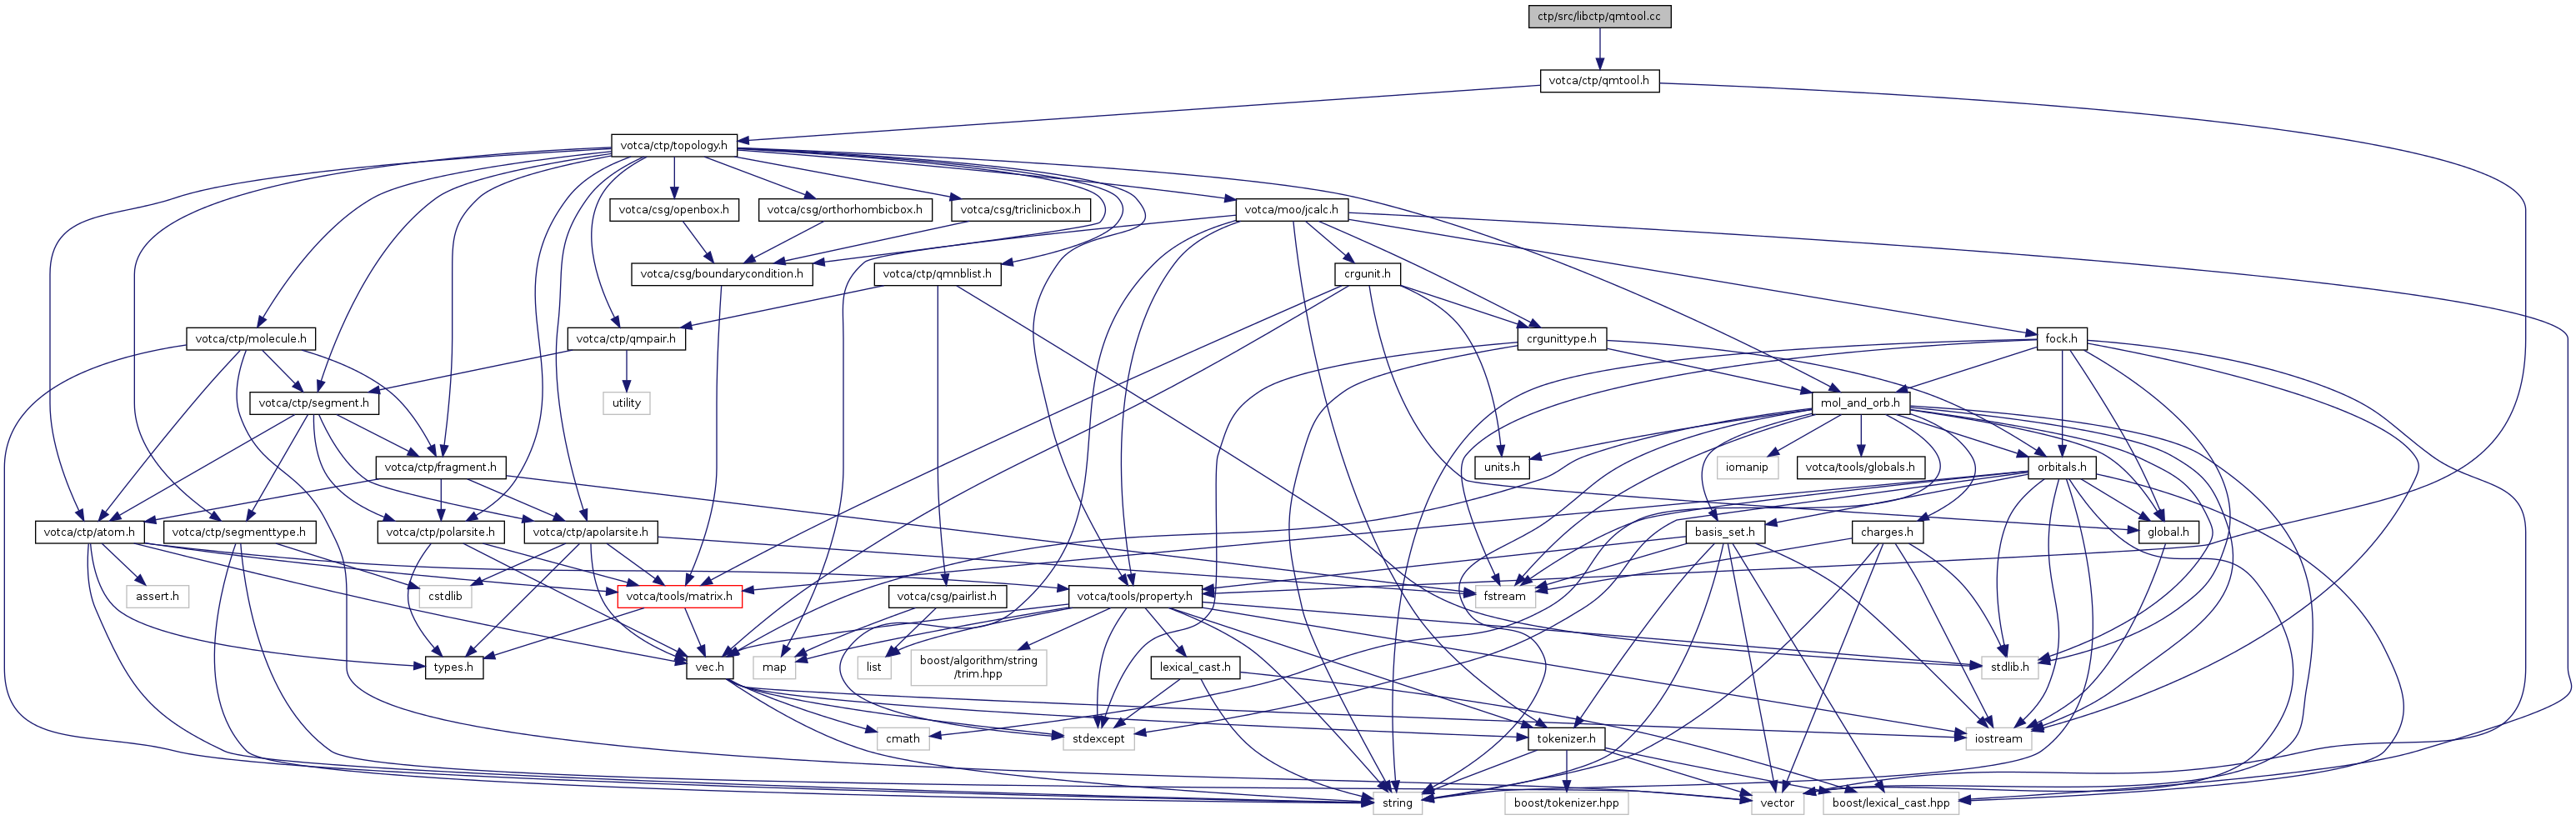 ctp/src/libctp/qmtool.cc
votca/ctp/qmtool.h
votca/ctp/topology.h
votca/csg/openbox.h
votca/csg/orthorhombicbox.h
votca/csg/triclinicbox.h
votca/moo/jcalc.h
votca/csg/boundarycondition.h
votca/ctp/qmnblist.h
crgunit.h
votca/ctp/molecule.h
votca/ctp/qmpair.h
crgunittype.h
fock.h
votca/ctp/segment.h
utility
mol_and_orb.h
votca/ctp/fragment.h
units.h
iomanip
votca/tools/globals.h
orbitals.h
votca/ctp/atom.h
votca/ctp/segmenttype.h
votca/ctp/polarsite.h
votca/ctp/apolarsite.h
basis_set.h
charges.h
global.h
assert.h
cstdlib
votca/tools/matrix.h
votca/csg/pairlist.h
votca/tools/property.h
fstream
types.h
vec.h
map
list
boost/algorithm/string
/trim.hpp
lexical_cast.h
stdlib.h
cmath
stdexcept
tokenizer.h
iostream
string
boost/tokenizer.hpp
vector
boost/lexical_cast.hpp